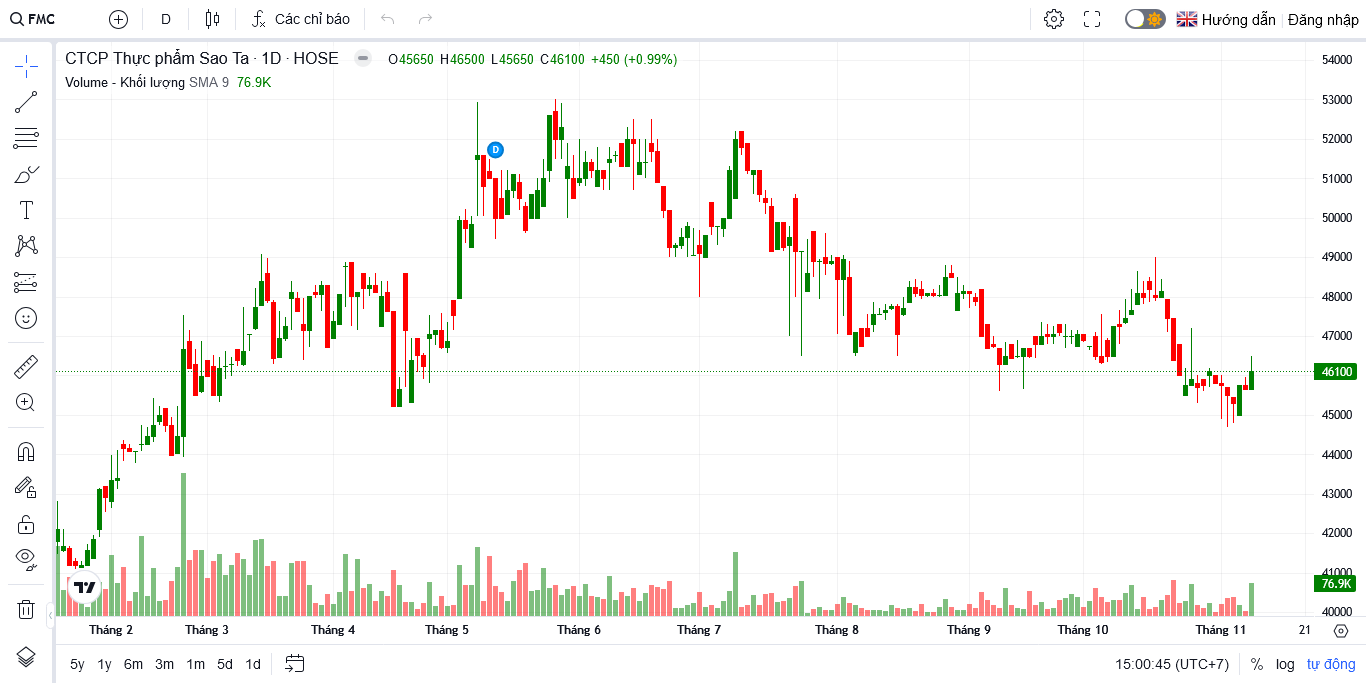 FMC D Các chỉ báo Hướng dẫn Đăng nhập
CTCP Thực phẩm Sao Ta · 1D · HOSE O45650 H46500 L45650 C46100 +450 (+0.99%)
Volume - Khối lượng SMA 9 76.9K
D
54000
53000
52000
51000
50000
49000
48000
47000
46100
45000
44000
43000
42000
41000
76.9K
40000
Tháng 2 Tháng 3 Tháng 4 Tháng 5 Tháng 6 Tháng 7 Tháng 8 Tháng 9 Tháng 10 Tháng 11 21
5y 1y 6m 3m 1m 5d 1d 15:00:45 (UTC+7) % log tự động